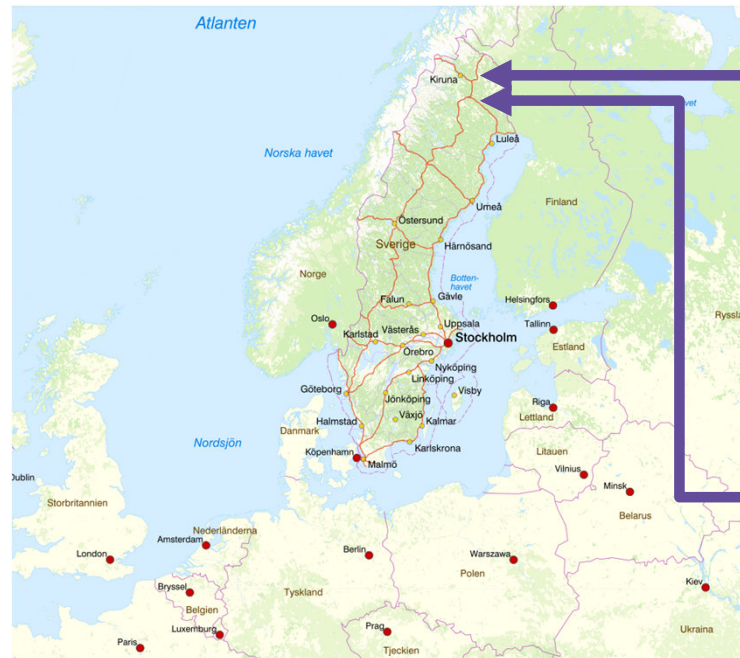 Atlanten
Kiruna
vet
Luleå
Norska havet
Umeå
Finland
Östersund
Sverige
Härnösand
Norge
Botten-
havet
Falun
Gävle
Helsingfors
Oslo
Uppsala
Ryssla
Västerås
Tallinn
Karlstad
Stockholm
Estland
Örebro
Nyköping
Linköping
Göteborg
Jönköping
Visby
Riga
Lettland
Växjö
Halmstad
Kalmar
Danmark
Nordsjön
Karlskrona
Köpenhamn
Litauen
Malmö
Vilnius
Dublin
Minsk
Storbritannien
Belarus
Nederländerna
Amsterdam
London
Berlin
Warszawa
Polen
Kiev
Bryssel
Tyskland
Belgien
Ukraina
Luxemburg
Prag
Paris
Tjeckien